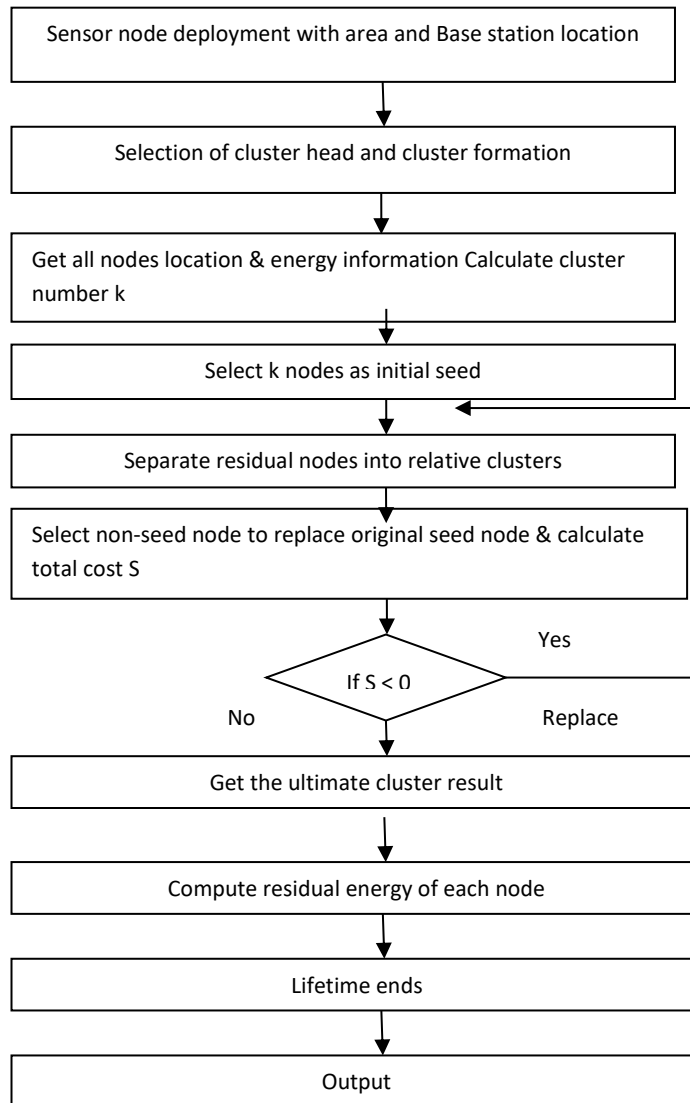 Sensor node deployment with area and Base station location
Selection of cluster head and cluster formation
Get all nodes location & energy information Calculate cluster
number k
Select k nodes as initial seed
Separate residual nodes into relative clusters
Select non-seed node to replace original seed node & calculate
total cost S
Yes
If S < 0
No
Replace
Get the ultimate cluster result
Compute residual energy of each node
Lifetime ends
Output